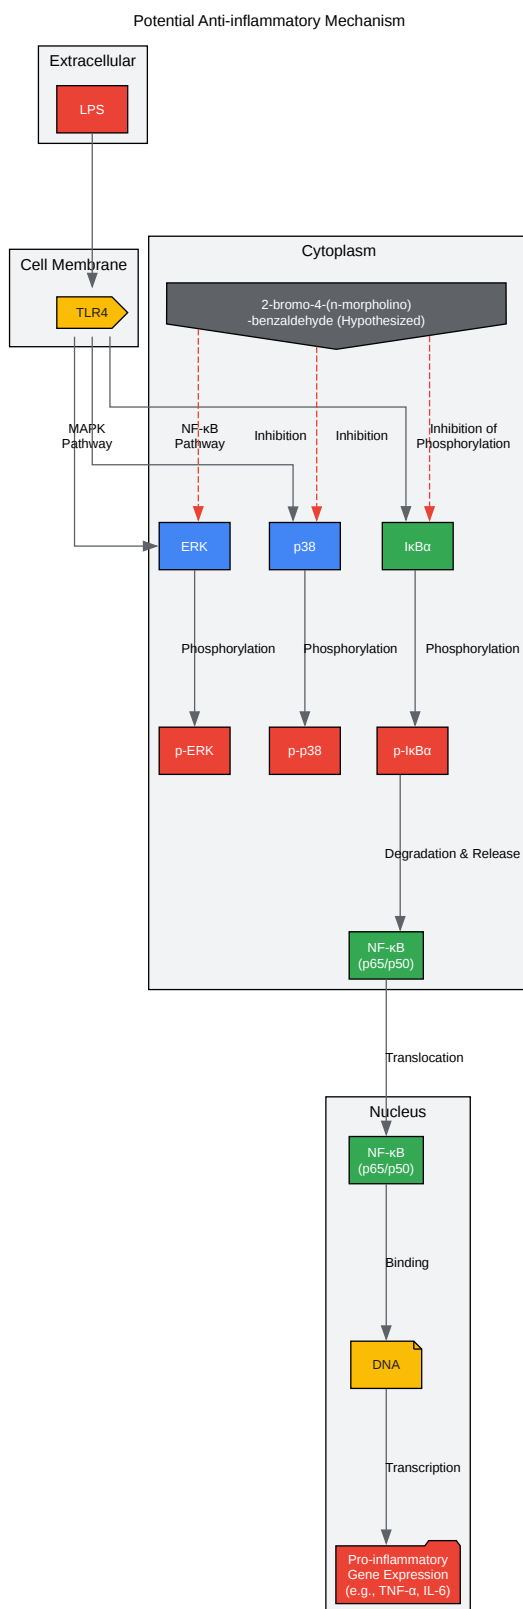 Potential Anti-inflammatory Mechanism
Extracellular
LPS
Cell Membrane
TLR4
Cytoplasm
2-bromo-4-(n-morpholino)
-benzaldehyde (Hypothesized)
MAPK
Pathway
NF-κB
Pathway
Inhibition
Inhibition
Inhibition of
Phosphorylation
ERK
p38
IκBα
Phosphorylation
Phosphorylation
Phosphorylation
p-ERK
p-p38
p-IκBα
Degradation & Release
NF-κB
(p65/p50)
Translocation
Nucleus
NF-κB
(p65/p50)
Binding
DNA
Transcription
Pro-inflammatory
Gene Expression
(e.g., TNF-α, IL-6)